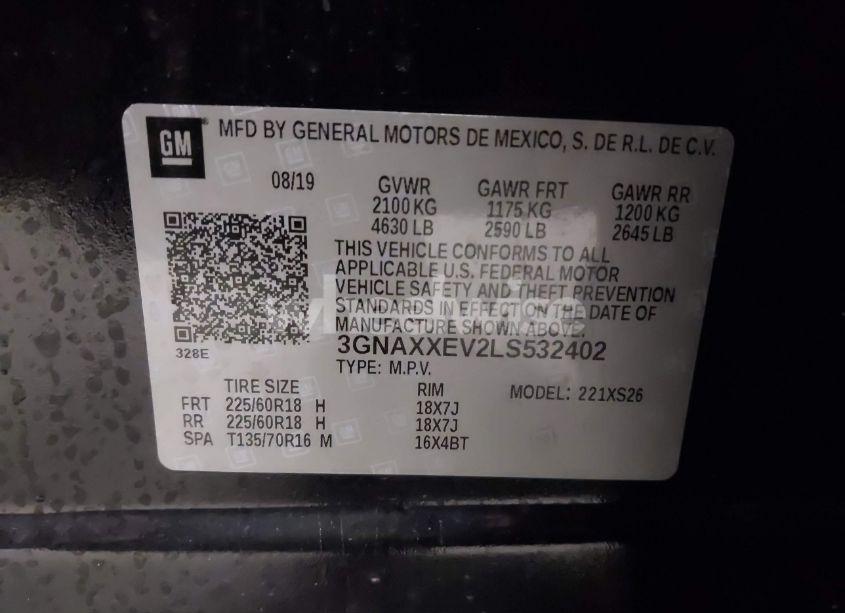 GM MFD BY GENERAL MOTORS DE MEXICO, S. DE R.L. DE C.V.
08/19 GVWR GAWR FRT GAWR RR
2100 KG 1175 KG 1200 KG
4630 LB 2590 LB 2645 LB
THIS VEHICLE CONFORMS TO ALL
APPLICABLE U.S. FEDERAL MOTOR
VEHICLE SAFETY AND THEFT PREVENTION
STANDARDS IN EFFECT ON THE DATE OF
MANUFACTURE SHOWN ABOVE.
3GNAXXEV2LS532402
328E
TYPE: M.P.V.
TIRE SIZE RIM MODEL: 221XS26
FRT 225/60R18 H 18X7J
RR 225/60R18 H 18X7J
SPA T135/70R16 M 16X4BT